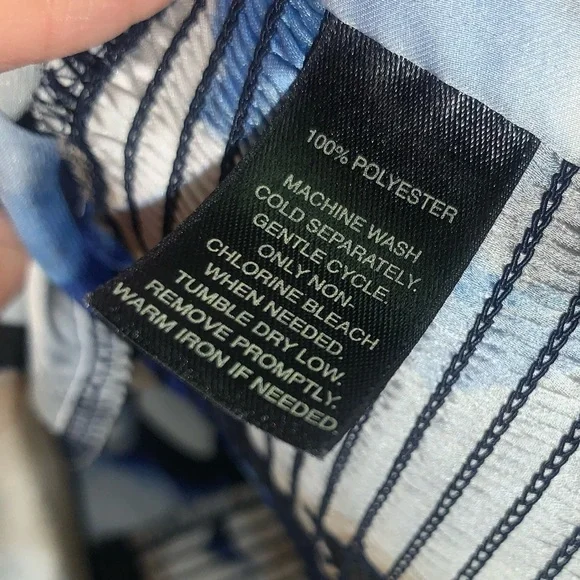 100% POLYESTER
MACHINE WASH
COLD SEPARATELY.
GENTLE CYCLE.
ONLY NON-
CHLORINE BLEACH
WHEN NEEDED.
TUMBLE DRY LOW.
REMOVE PROMPTLY.
WARM IRON IF NEEDED